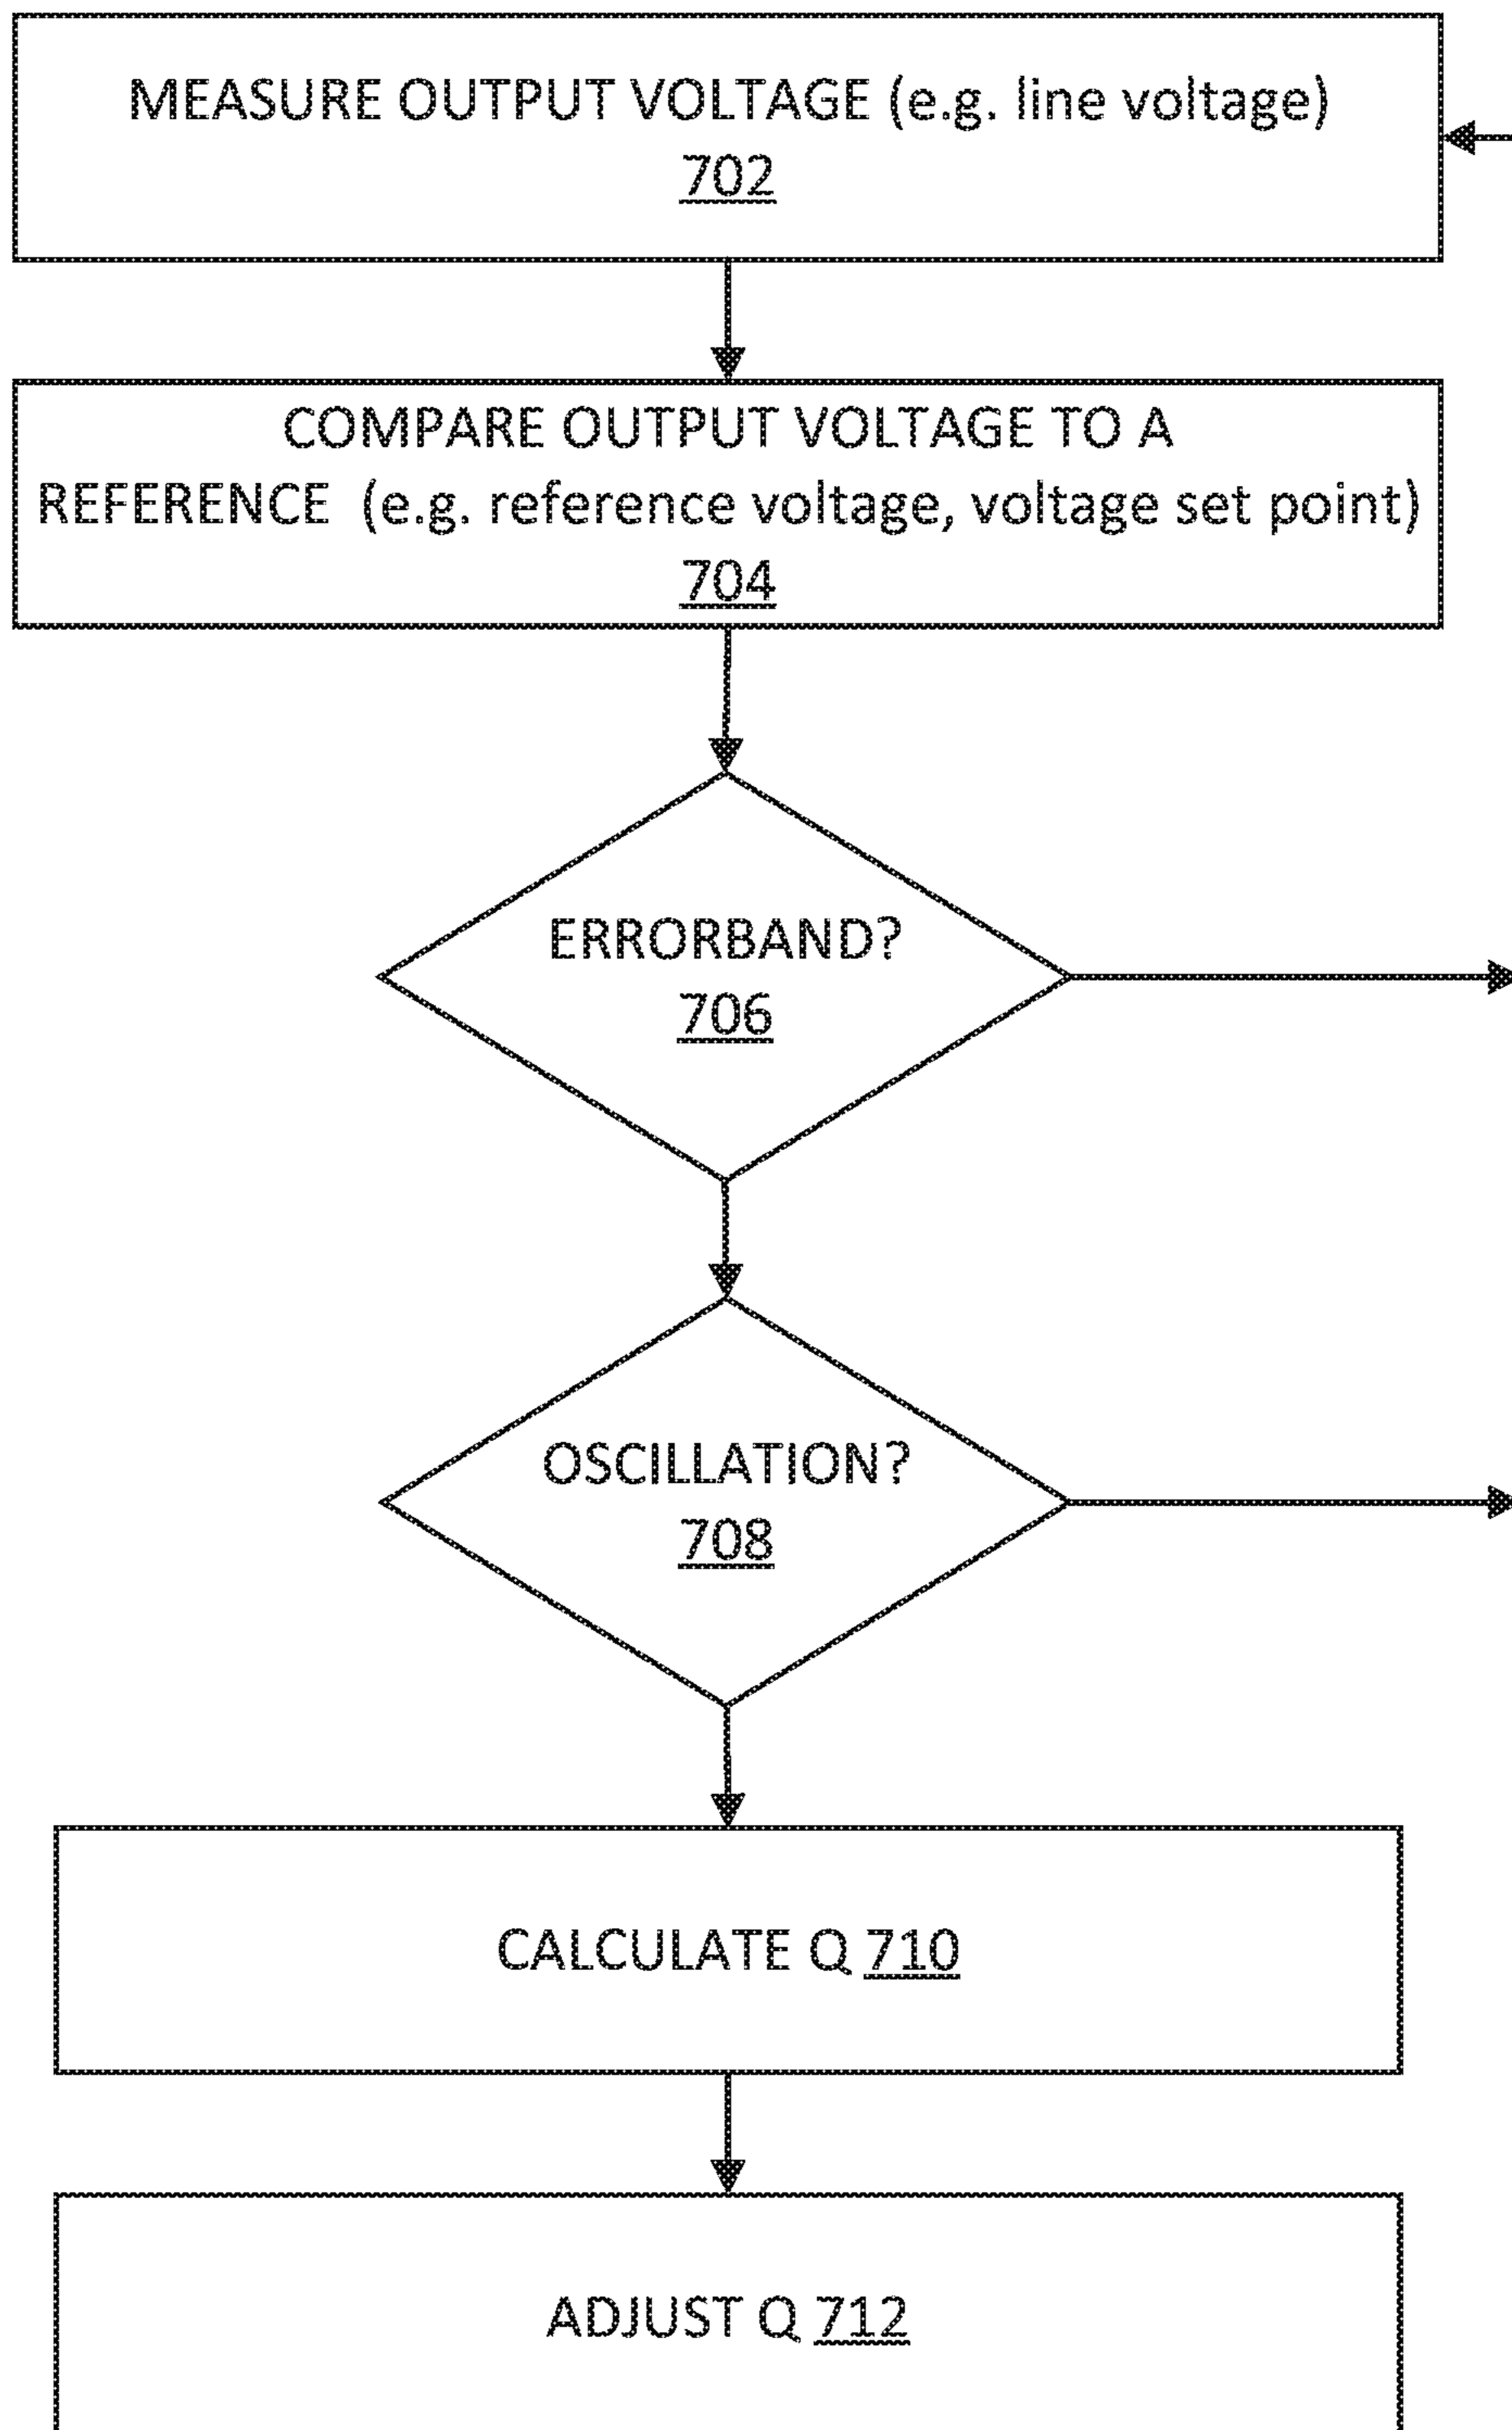 MEASURE OUTPUT VOLTAGE (e.g. line voltage)
702
COMPARE OUTPUT VOLTAGE TO A
REFERENCE (e.g. reference voltage, voltage set point)
704
ERRORBAND?
706
OSCILLATION?
708
CALCULATE Q 710
ADJUST Q 712